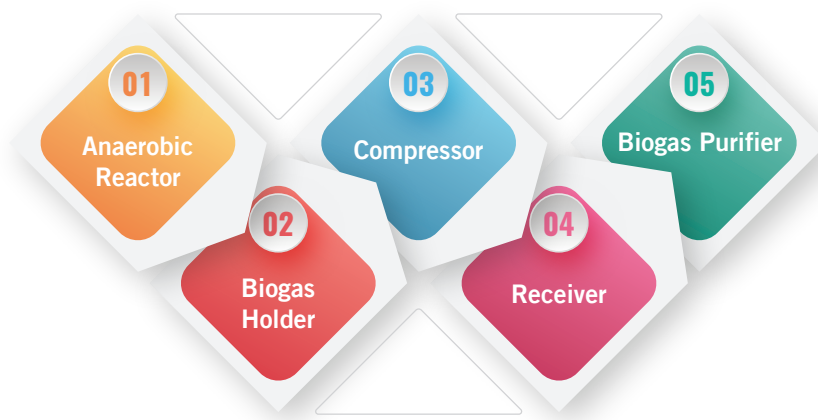 01
Anaerobic
Reactor
02
Biogas
Holder
03
Compressor
04
Receiver
05
Biogas Purifier